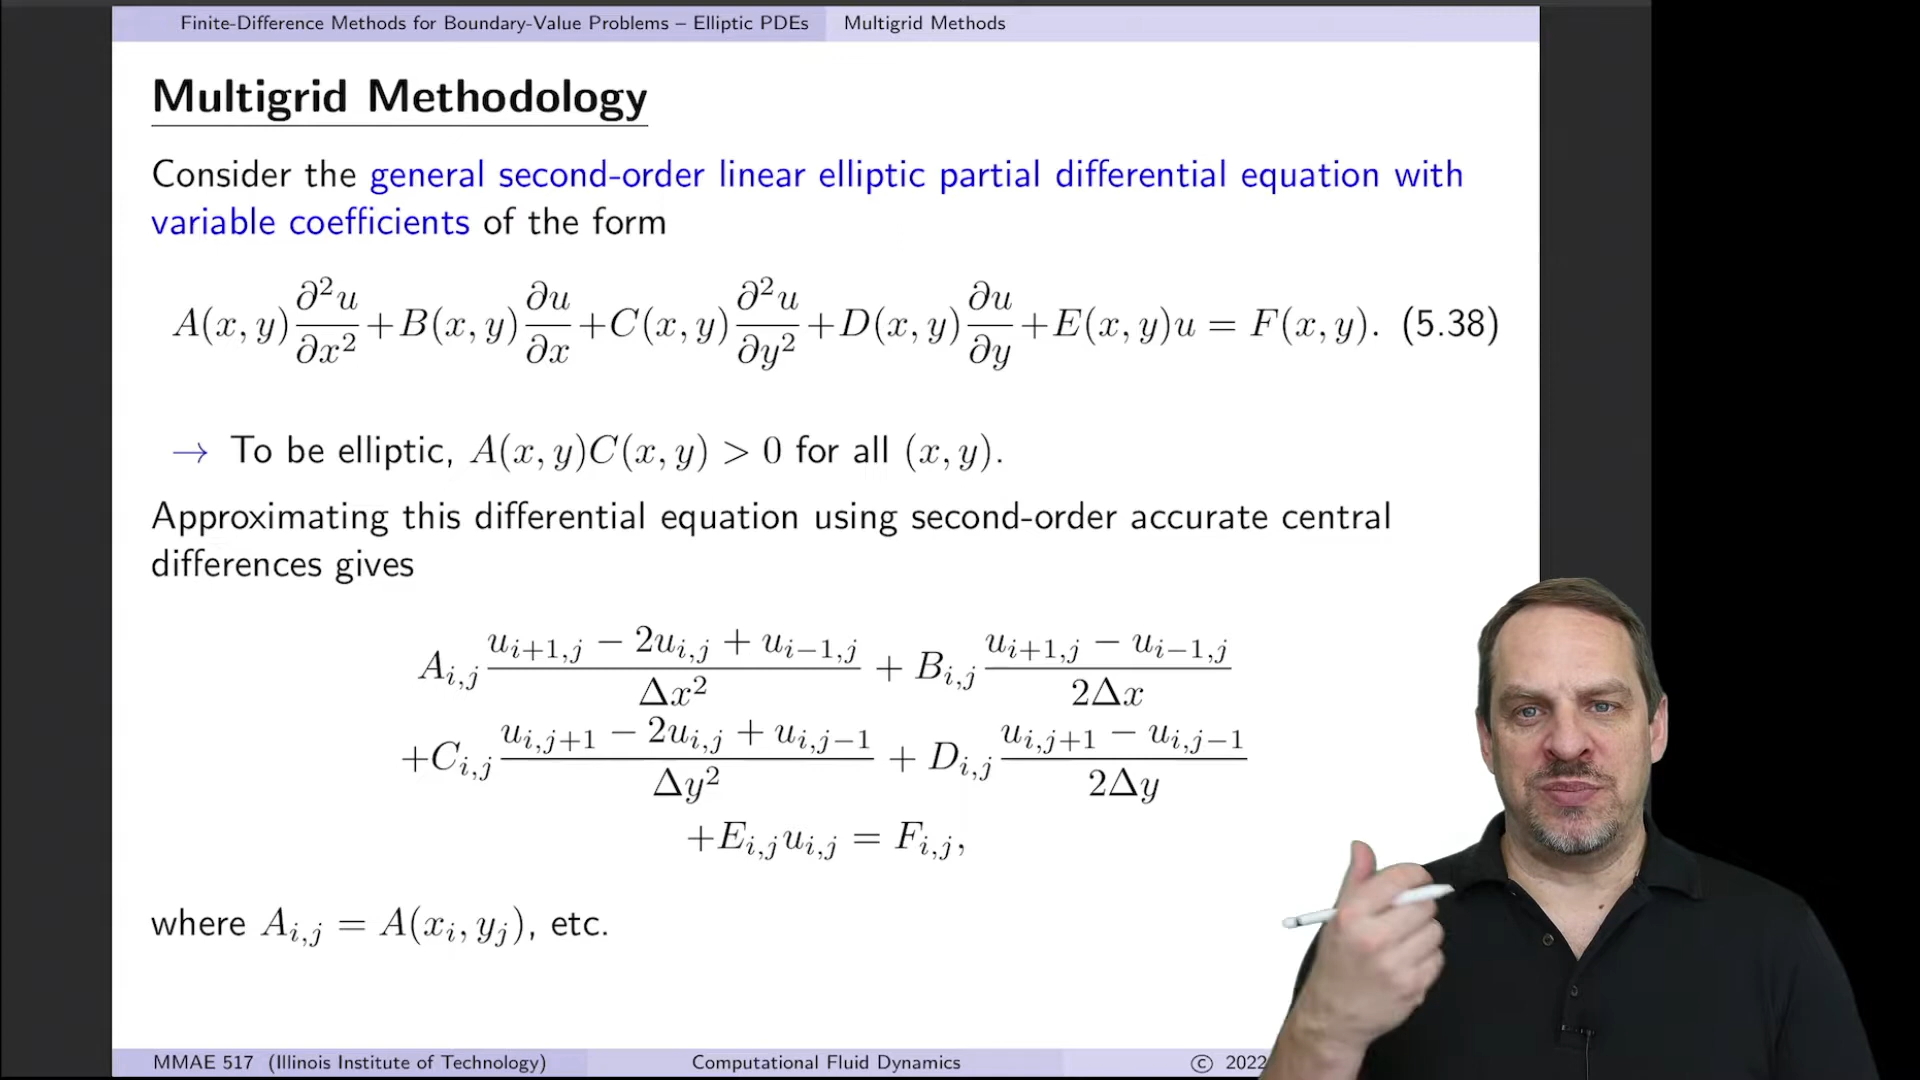 Finite-Difference Methods for Boundary-Value Problems – Elliptic PDEs Multigrid Methods
Multigrid Methodology
Consider the general second-order linear elliptic partial differential equation with
variable coefficients of the form
A(x, y) ∂²u/∂x² + B(x, y) ∂u/∂x + C(x, y) ∂²u/∂y² + D(x, y) ∂u/∂y + E(x, y)u = F(x, y). (5.38)
→ To be elliptic, A(x, y)C(x, y) > 0 for all (x, y).
Approximating this differential equation using second-order accurate central
differences gives
A_{i,j} (u_{i+1,j} − 2u_{i,j} + u_{i−1,j})/Δx² + B_{i,j} (u_{i+1,j} − u_{i−1,j})/2Δx
+C_{i,j} (u_{i,j+1} − 2u_{i,j} + u_{i,j−1})/Δy² + D_{i,j} (u_{i,j+1} − u_{i,j−1})/2Δy
+E_{i,j}u_{i,j} = F_{i,j},
where A_{i,j} = A(x_i, y_j), etc.
MMAE 517 (Illinois Institute of Technology) Computational Fluid Dynamics © 2022